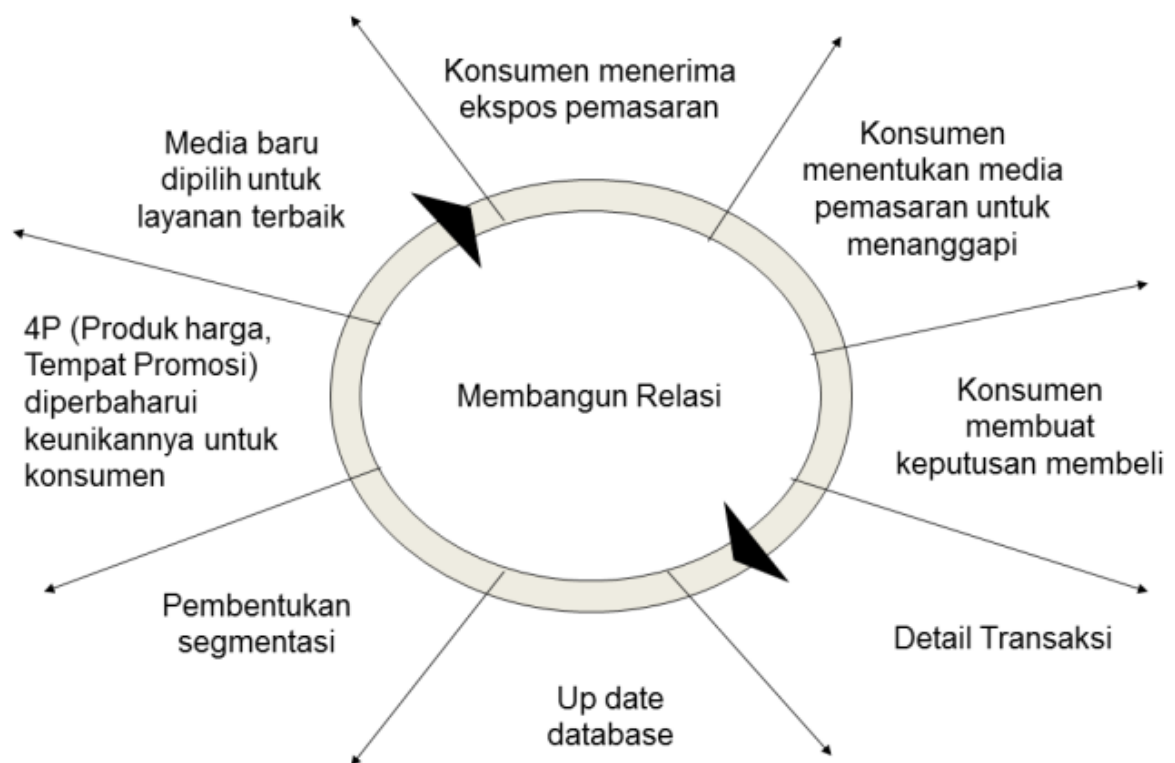 Konsumen menerima
ekspos pemasaran
Konsumen
menentukan media
pemasaran untuk
menanggapi
Konsumen
membuat
keputusan membeli
Detail Transaksi
Up date
database
Pembentukan
segmentasi
4P (Produk harga,
Tempat Promosi)
diperbaharui
keunikannya untuk
konsumen
Media baru
dipilih untuk
layanan terbaik
Membangun Relasi